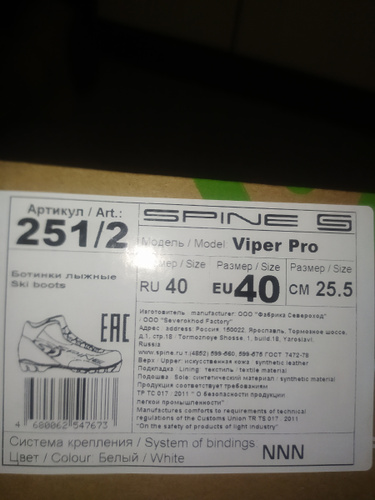 Артикул / Art.:
251/2
SPINE
Модель / Model Viper Pro
Ботинки лыжные
Ski boots
Размер / Size
RU 40
Размер / Size
EU 40
Размер / Size
CM 25.5
EAC
Изготовитель manufacturer: ООО "Фабрика Североход"
/ ООО "Severokhod Factory"
Адрес: address: Россия 150022, Ярославль, Тормозное шоссе,
д.1, стр.18 : Tormoznoye Shosse, 1, build.18, Yaroslavl,
Russia
www.spine.ru
ГОСТ 7472-78
Верх : Upper: искусственная кожа : synthetic leather
Подкладка : Lining: текстиль : textile material
Подошва : Sole: синтетический материал : synthetic material
Продукция соответствует требованиям
ТР ТС 017 : 2011 " О безопасности продукции
легкой промышленности"
Manufactures comforts to requirements of technical
regulations of the Customs Union TR TS 017 : 2011
"On the safety of products of light industry"
4 680062 547673
Система крепления / System of bindings NNN
Цвет / Colour: Белый / White